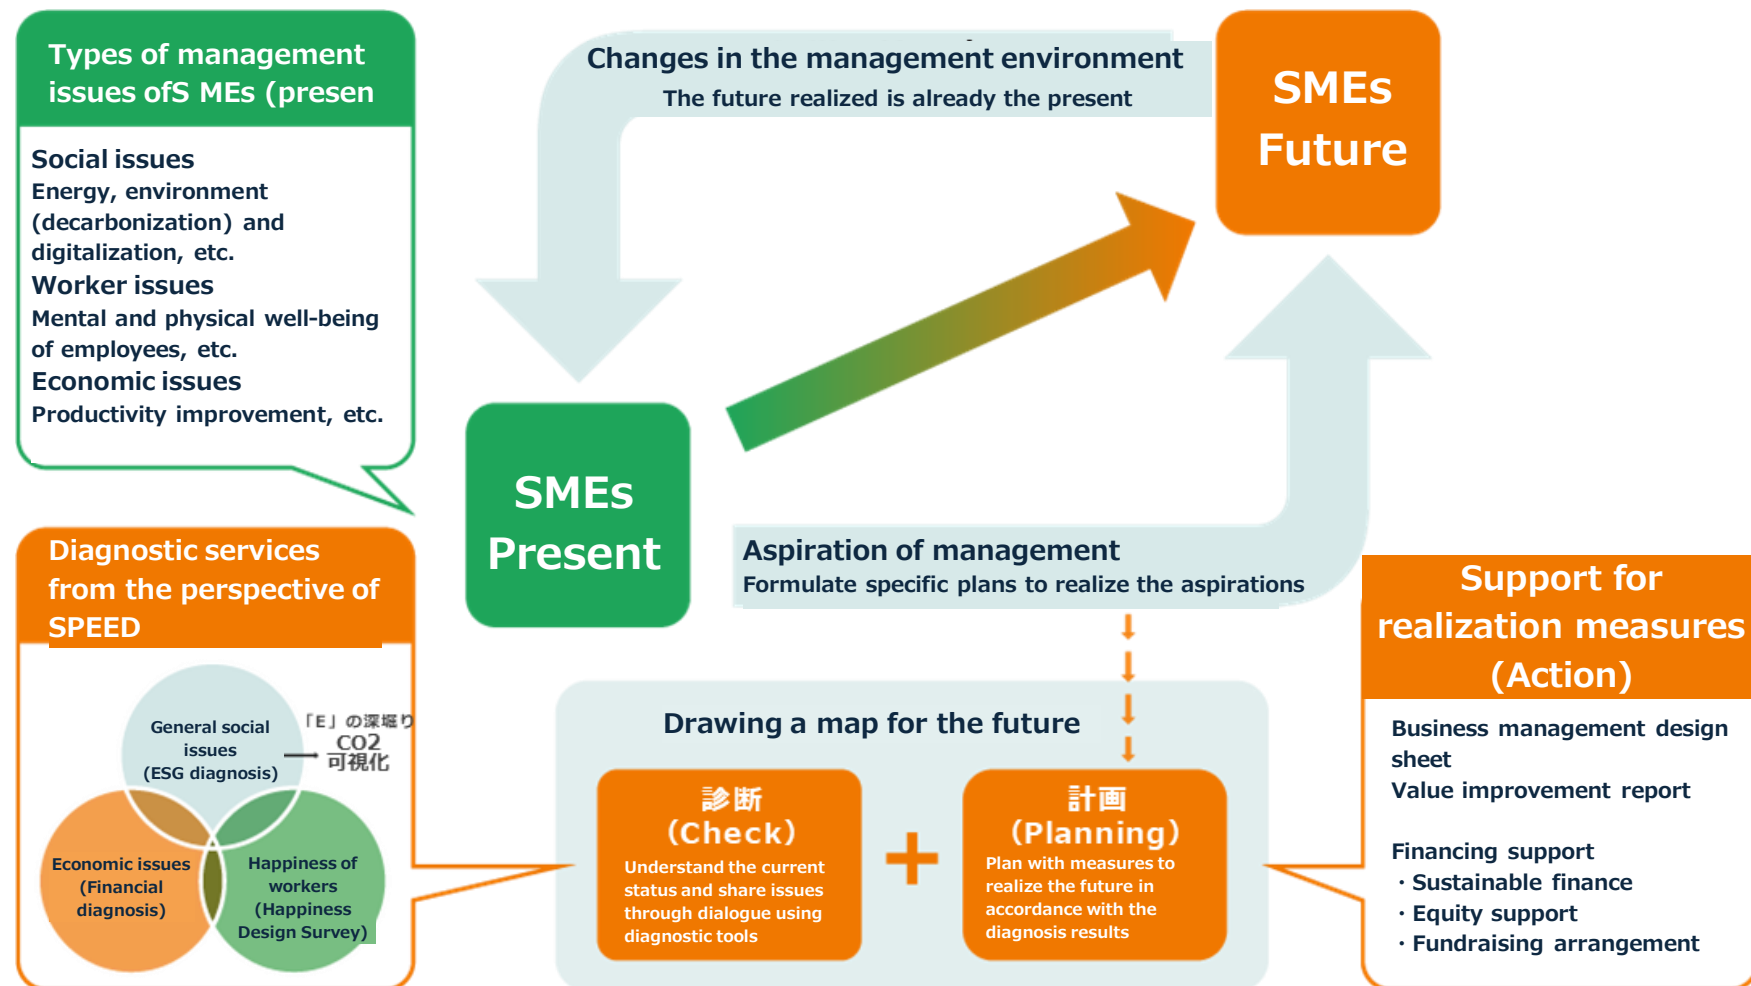 Types of management
issues ofS MEs (presen
Social issues
Energy, environment
(decarbonization) and
digitalization, etc.
Worker issues
Mental and physical well-being
of employees, etc.
Economic issues
Productivity improvement, etc.
Changes in the management environment
The future realized is already the present
SMEs
Future
SMEs
Present
Aspiration of management
Formulate specific plans to realize the aspirations
Diagnostic services
from the perspective of
SPEED
General social
issues
(ESG diagnosis)
「E」の深堀り
CO2
可視化
Economic issues
(Financial
diagnosis)
Happiness of
workers
(Happiness
Design Survey)
Drawing a map for the future
診断
(Check)
Understand the current
status and share issues
through dialogue using
diagnostic tools
+
計画
(Planning)
Plan with measures to
realize the future in
accordance with the
diagnosis results
Support for
realization measures
(Action)
Business management design
sheet
Value improvement report
Financing support
・Sustainable finance
・Equity support
・Fundraising arrangement